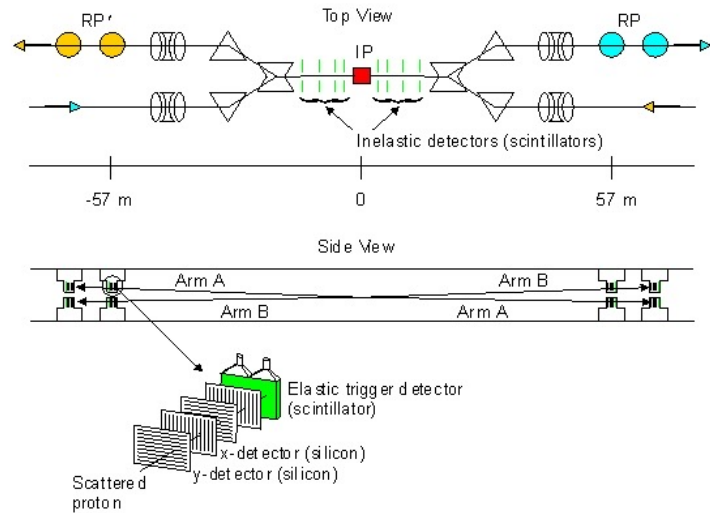 Top View
RP'
IP
RP
Inelastic detectors (scintillators)
-57 m
0
57 m
Side View
Arm A
Arm B
Arm B
Arm A
Elastic trigger detector
(scintillator)
x-detector (silicon)
y-detector (silicon)
Scattered
proton